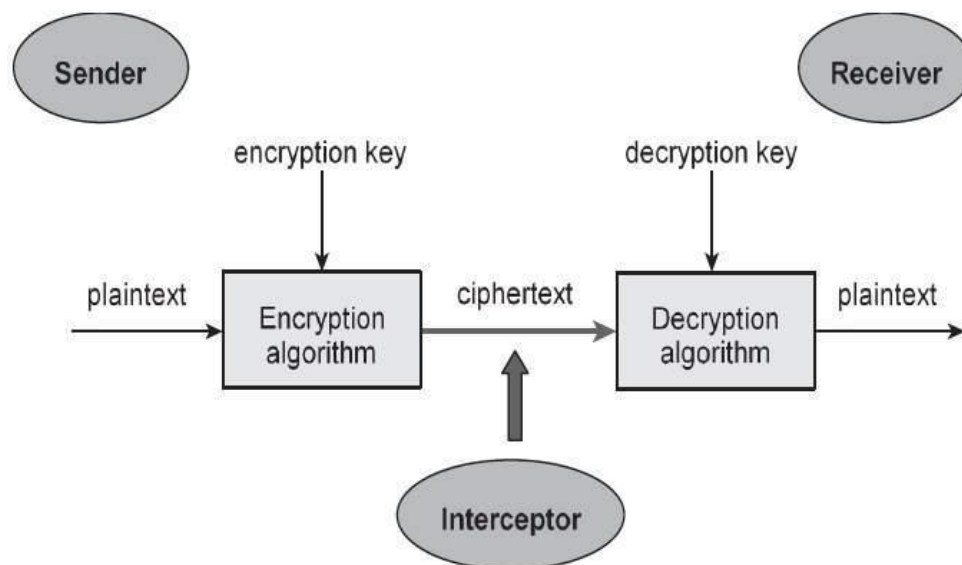 Sender
Receiver
encryption key
decryption key
plaintext
Encryption
algorithm
ciphertext
Decryption
algorithm
plaintext
Interceptor